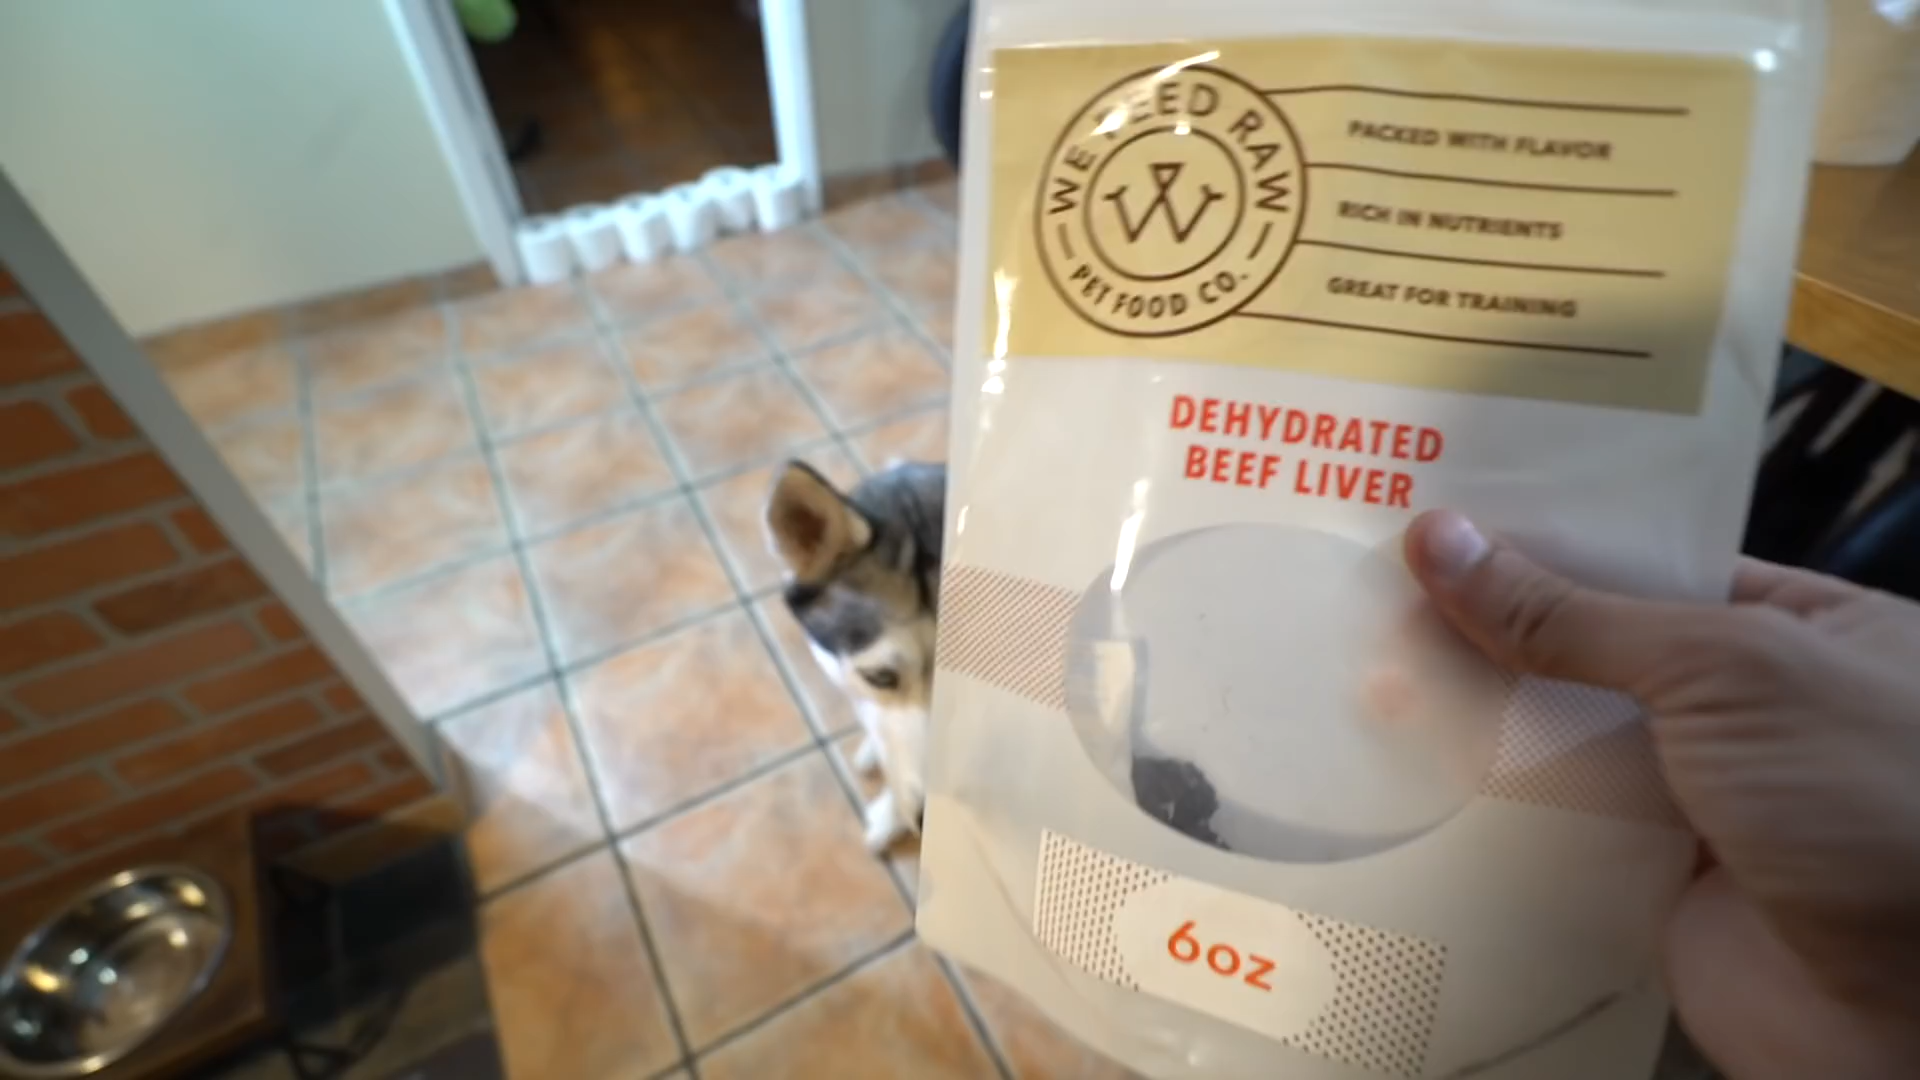 WE FEED RAW
PET FOOD CO.
W
PACKED WITH FLAVOR
RICH IN NUTRIENTS
GREAT FOR TRAINING
DEHYDRATED
BEEF LIVER
6oz